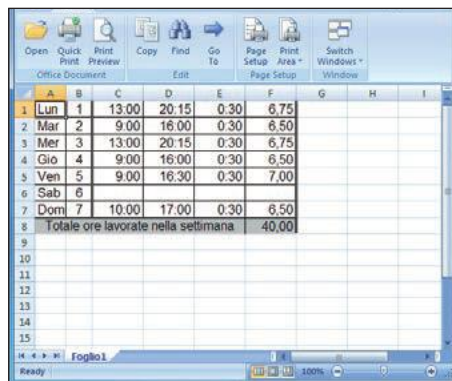 Open Quick Print Print Preview Copy Find Go To Page Setup Print Area Switch Windows
Office Document Edit Page Setup Window
A B C D E F G H I
1 Lun 1 13:00 20:15 0:30 6,75
2 Mar 2 9:00 16:00 0:30 6,50
3 Mer 3 13:00 20:15 0:30 6,75
4 Gio 4 9:00 16:00 0:30 6,50
5 Ven 5 9:00 16:30 0:30 7,00
6 Sab 6
7 Dom 7 10:00 17:00 0:30 6,50
8 Totale ore lavorate nella settimana 40,00
9
10
11
12
13
14
15
Foglio1
Ready 100%